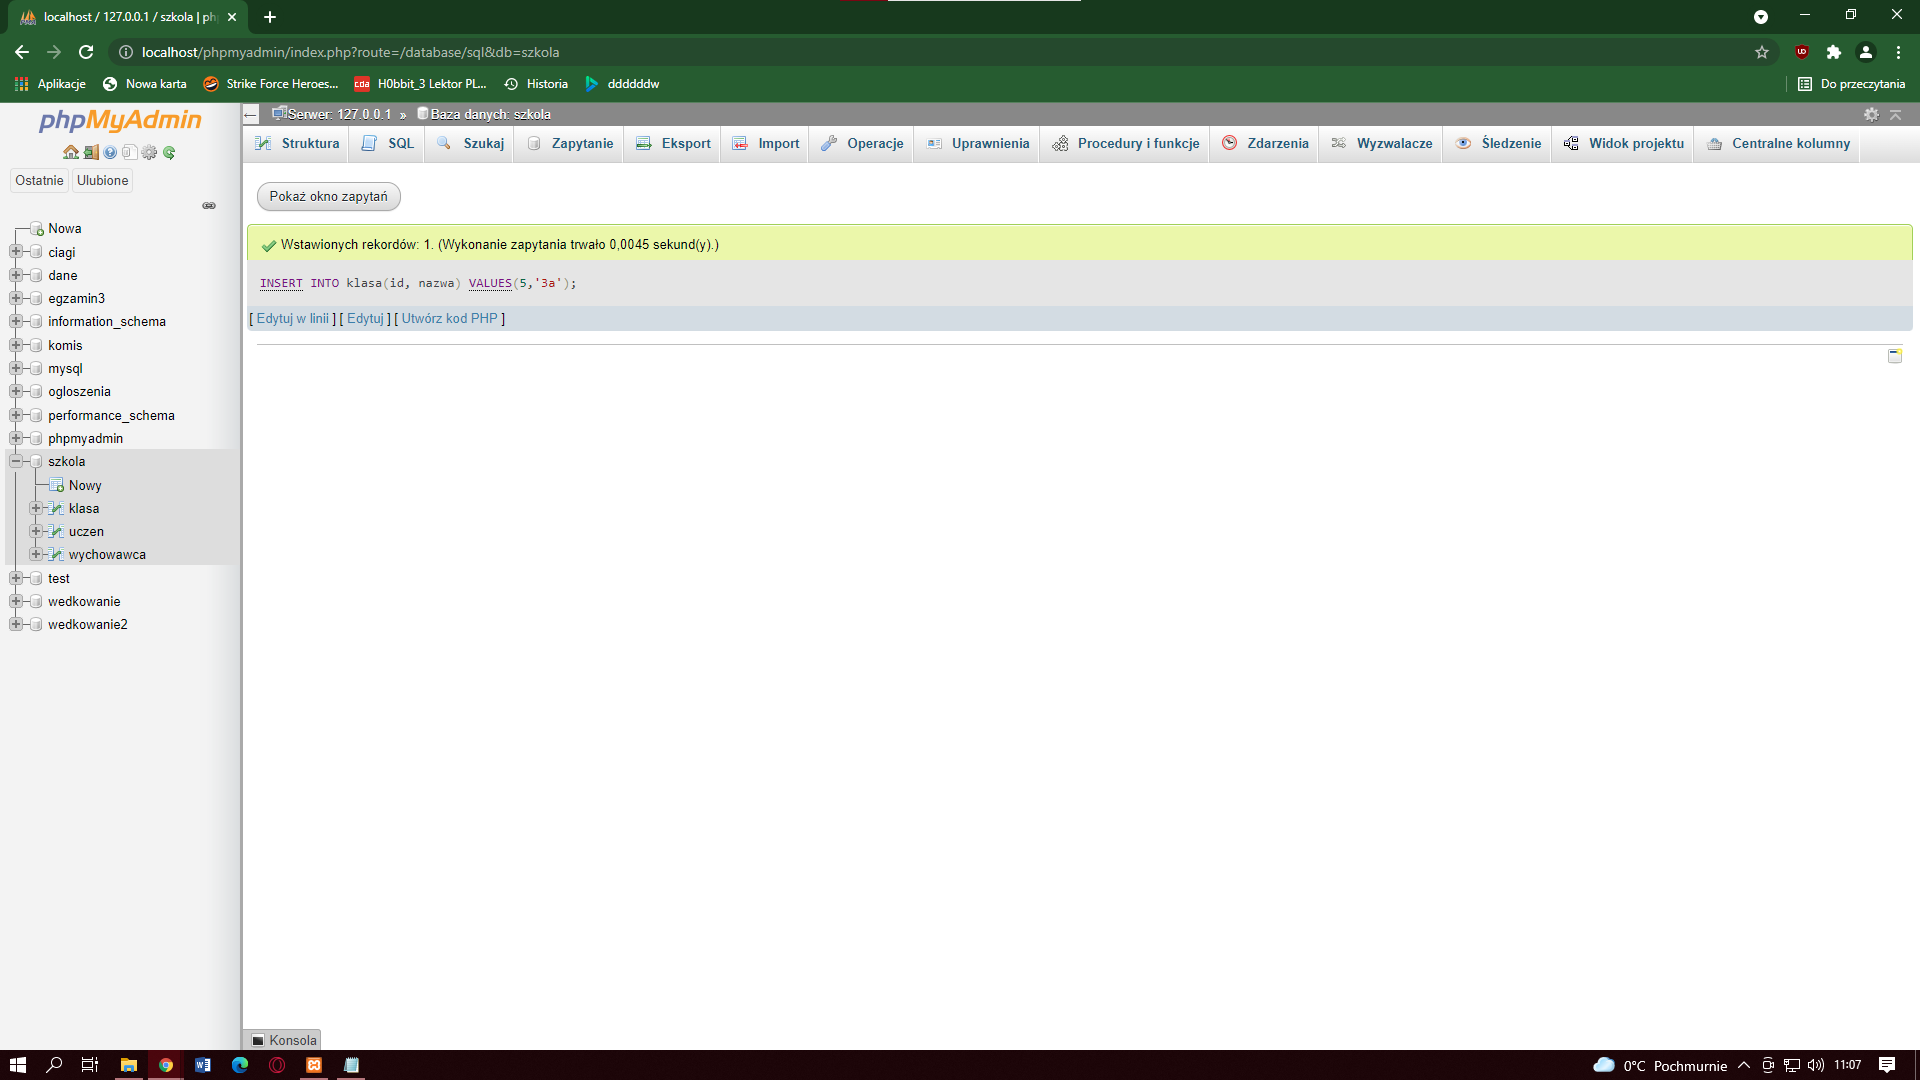 localhost / 127.0.0.1 / szkola | ph
localhost/phpmyadmin/index.php?route=/database/sql&db=szkola
Aplikacje
Nowa karta
Strike Force Heroes...
cda
H0bbit_3 Lektor PL...
Historia
ddddddw
Do przeczytania
phpMyAdmin
Serwer: 127.0.0.1 » Baza danych: szkola
Struktura
SQL
Szukaj
Zapytanie
Eksport
Import
Operacje
Uprawnienia
Procedury i funkcje
Zdarzenia
Wyzwalacze
Śledzenie
Widok projektu
Centralne kolumny
Ostatnie
Ulubione
Nowa
ciagi
dane
egzamin3
information_schema
komis
mysql
ogloszenia
performance_schema
phpmyadmin
szkola
Nowy
klasa
uczen
wychowawca
test
wedkowanie
wedkowanie2
Pokaż okno zapytań
Wstawionych rekordów: 1. (Wykonanie zapytania trwało 0,0045 sekund(y).)
INSERT INTO klasa(id, nazwa) VALUES(5,'3a');
[ Edytuj w linii ] [ Edytuj ] [ Utwórz kod PHP ]
Konsola
0°C Pochmurnie
11:07